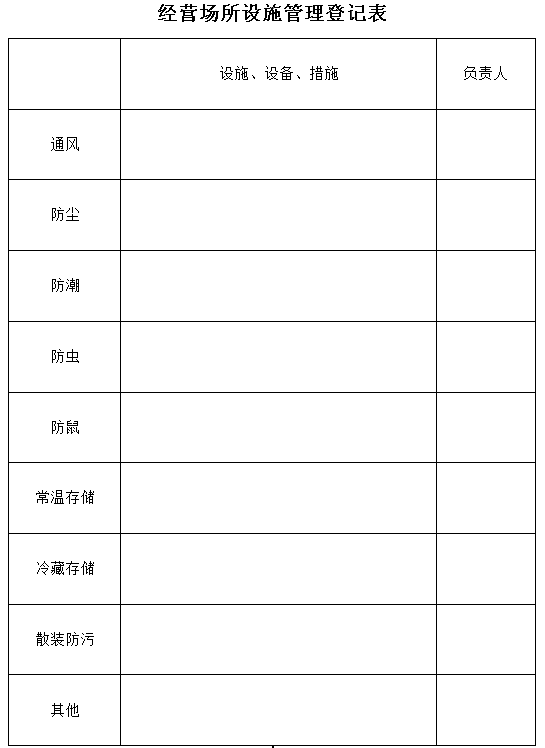 经营场所设施管理登记表
设施、设备、措施 负责人
通风
防尘
防潮
防虫
防鼠
常温存储
冷藏存储
散装防污
其他